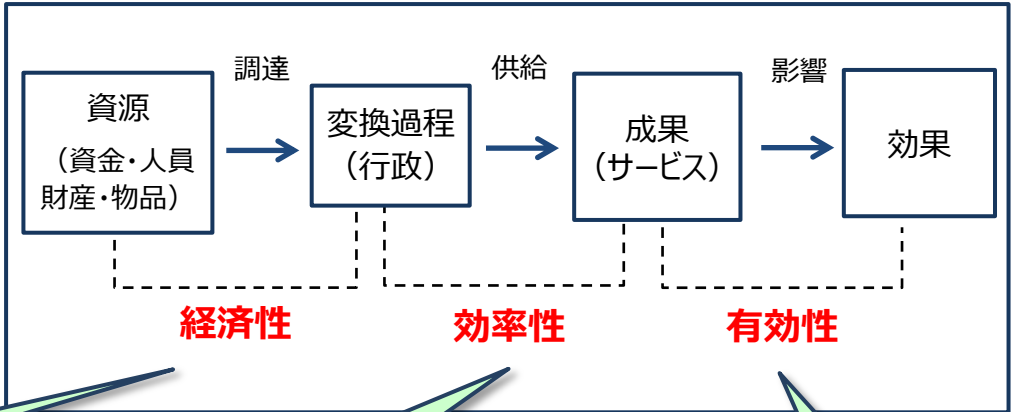 調達
供給
影響
資源
（資金・人員
財産・物品）
変換過程
（行政）
成果
（サービス）
効果
経済性
効率性
有効性